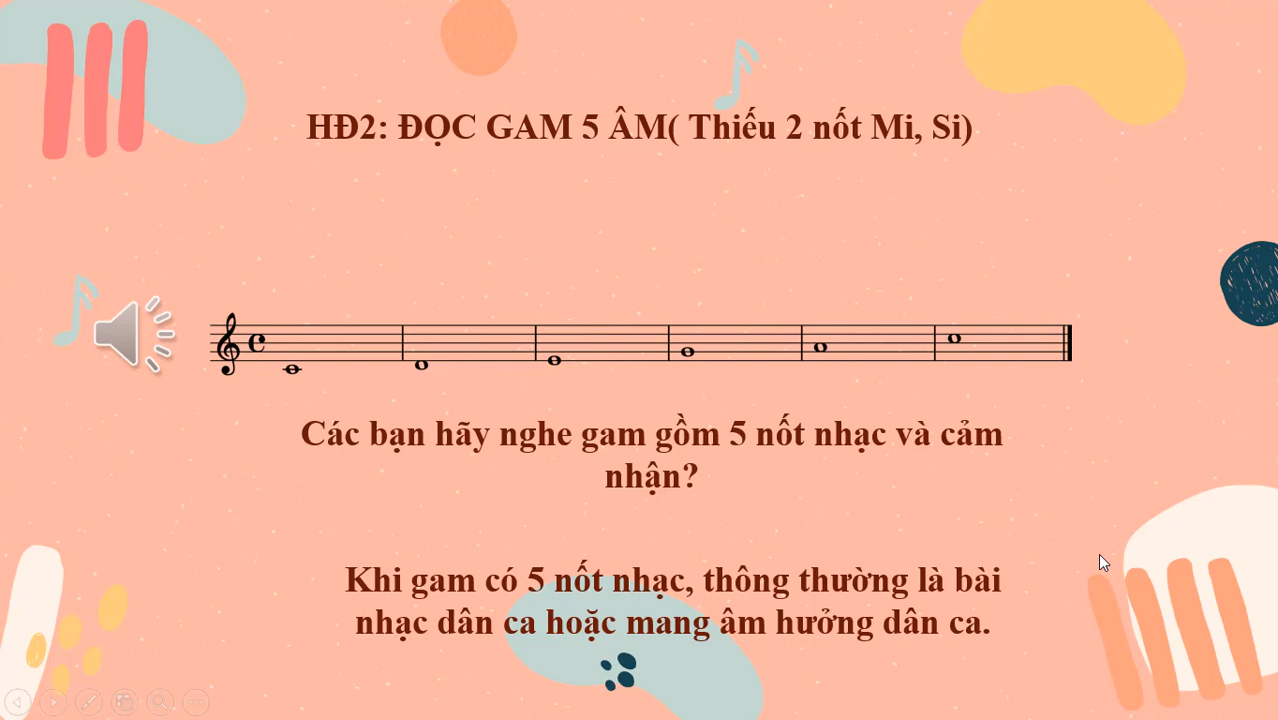 HĐ2: ĐỌC GAM 5 ÂM( Thiếu 2 nốt Mi, Si)
Các bạn hãy nghe gam gồm 5 nốt nhạc và cảm
nhận?
Khi gam có 5 nốt nhạc, thông thường là bài
nhạc dân ca hoặc mang âm hưởng dân ca.